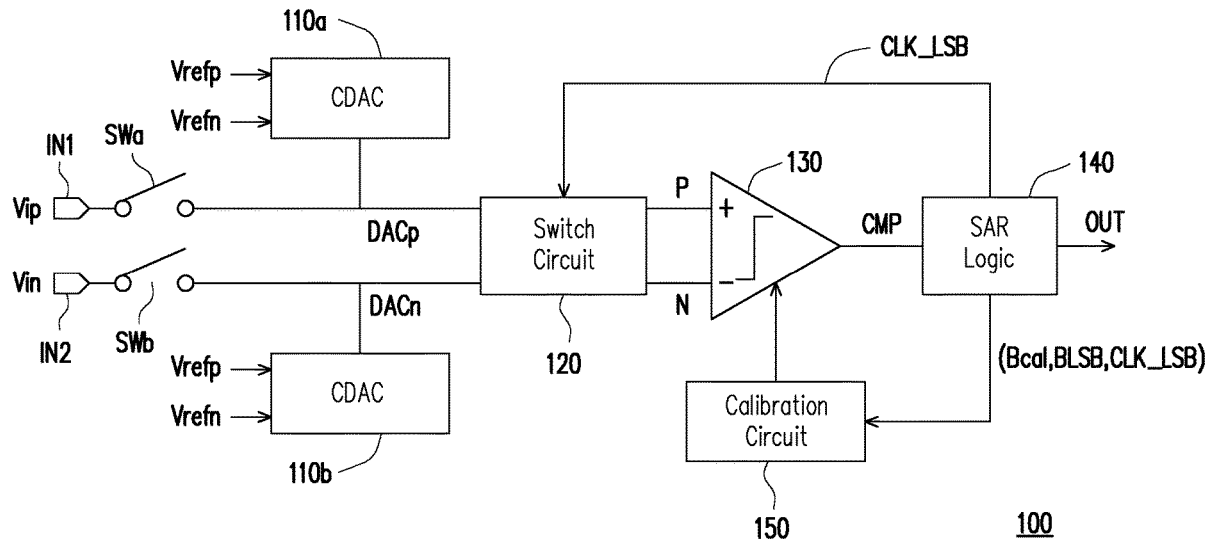 110a
CLK_LSB
Vrefp
CDAC
Vrefn
IN1
SWa
130
140
Vip
P
+
DACp
Switch
Circuit
CMP
SAR
Logic
OUT
Vin
DACn
N
−
IN2
SWb
120
(Bcal,BLSB,CLK_LSB)
Vrefp
CDAC
Vrefn
Calibration
Circuit
110b
150
100